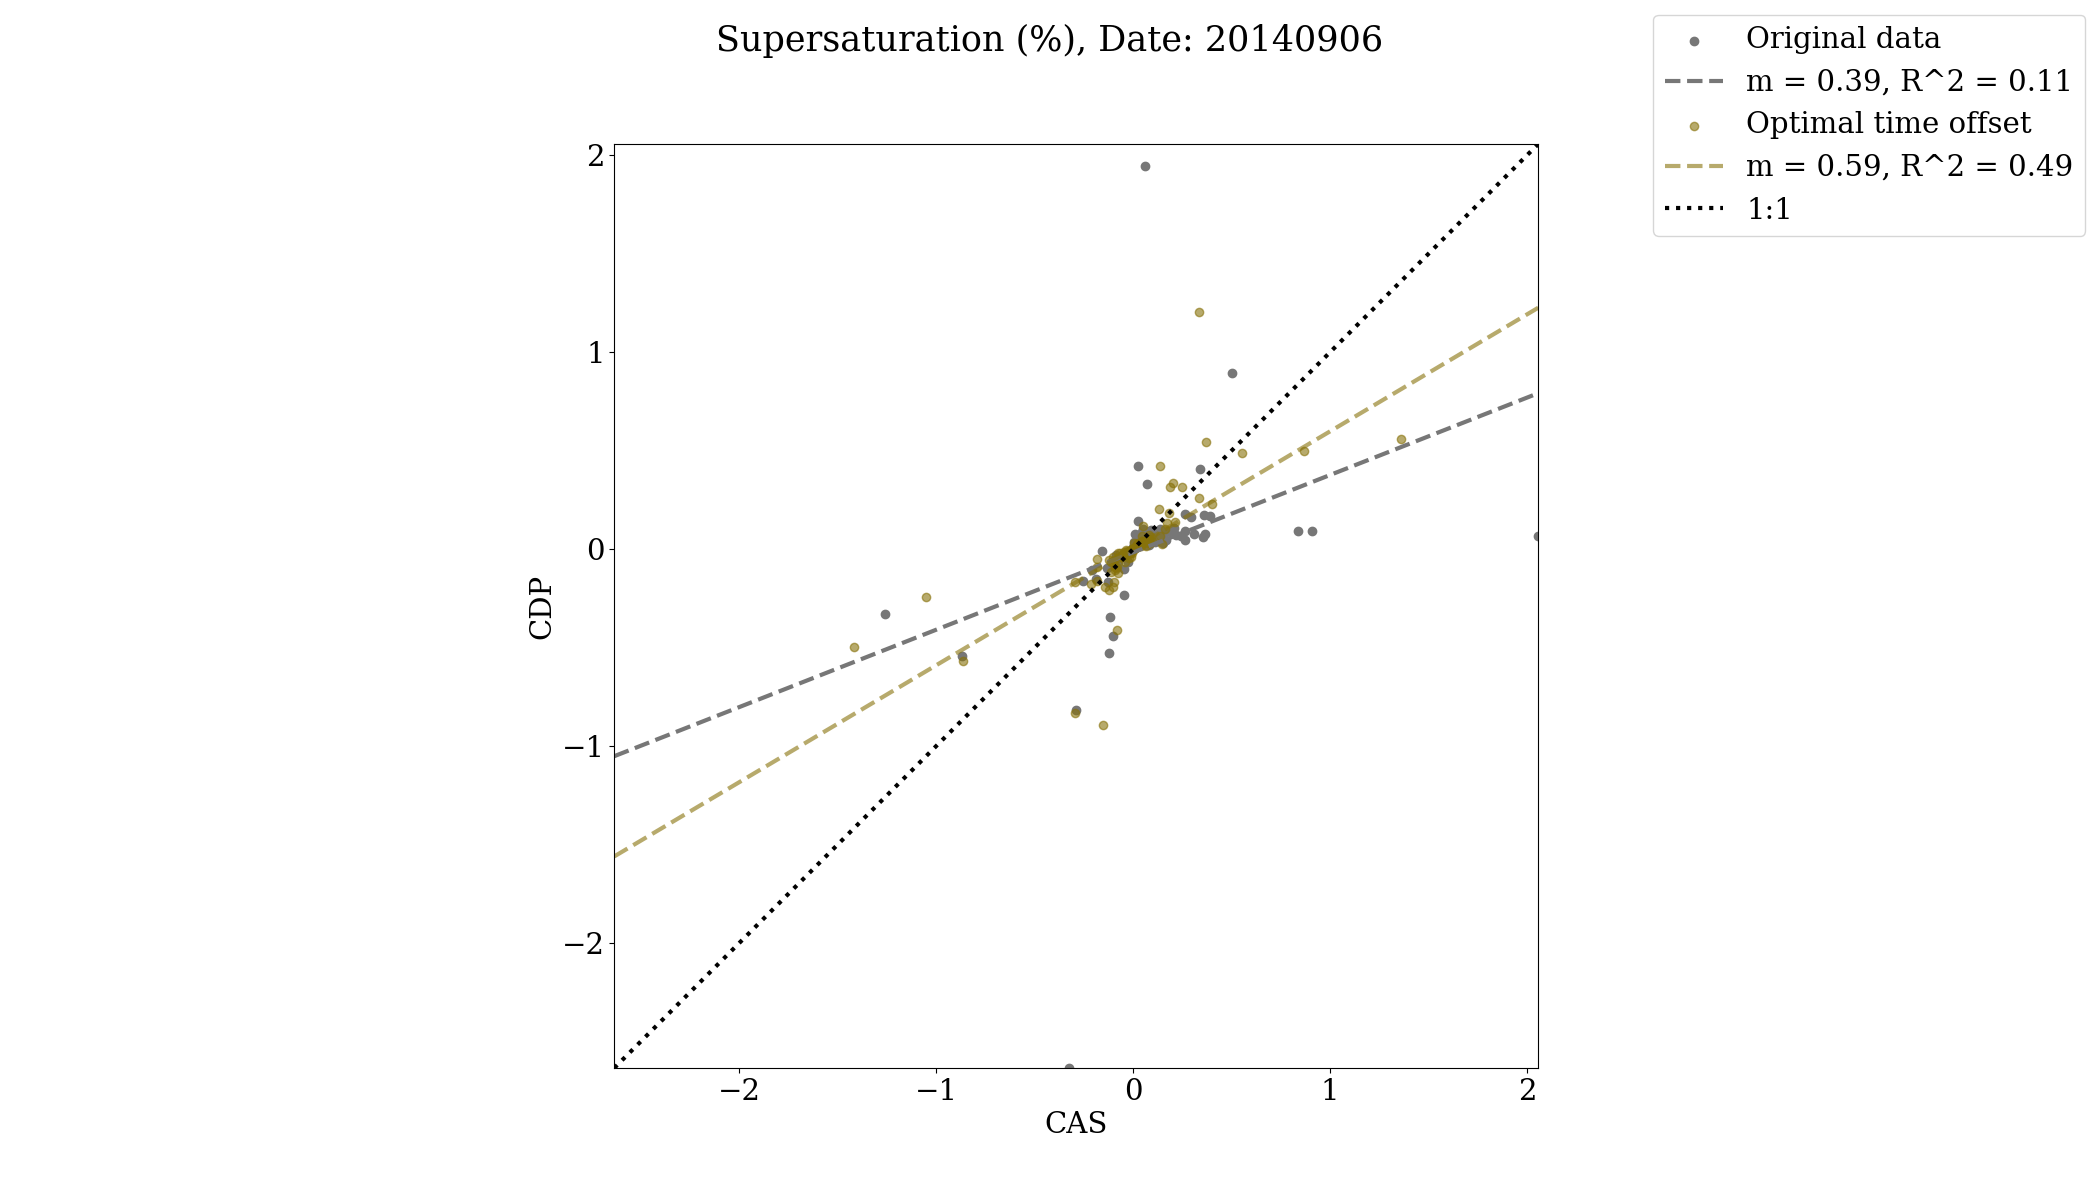 Supersaturation (%), Date: 20140906
Original data
m = 0.39, R^2 = 0.11
Optimal time offset
m = 0.59, R^2 = 0.49
1:1
2
1
0
−1
−2
CDP
−2 −1 0 1 2
CAS